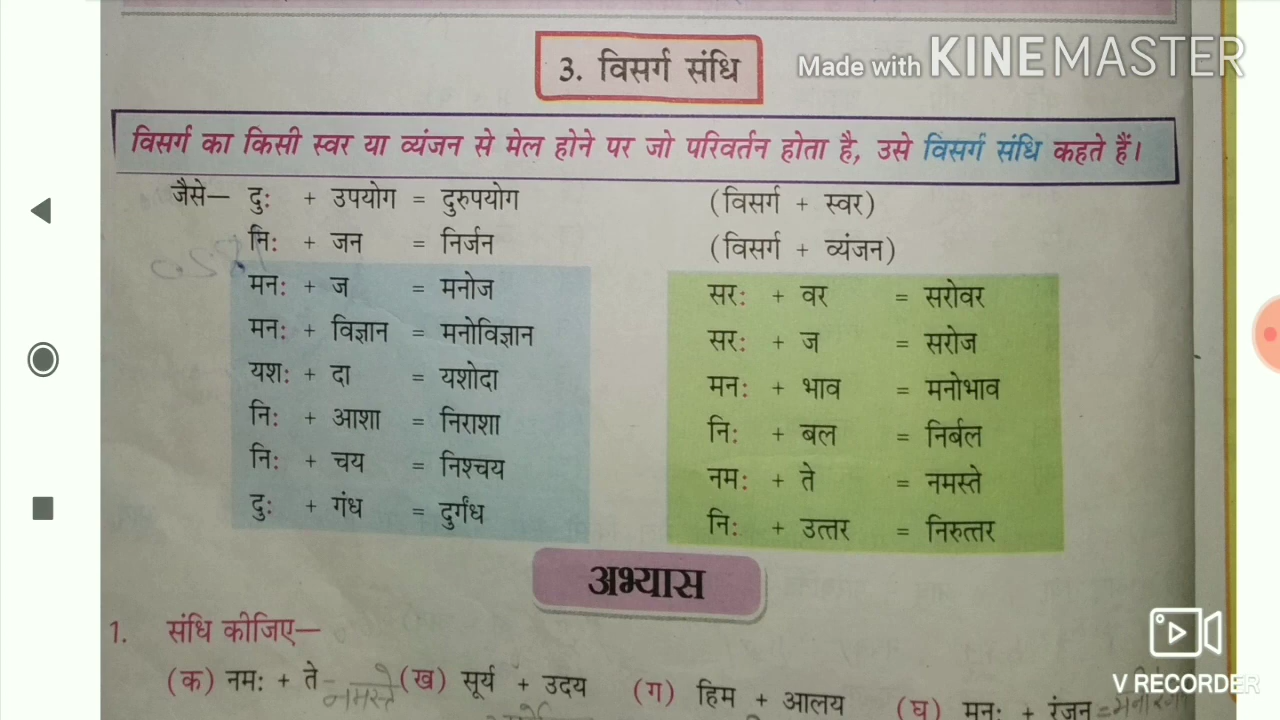 3. विसर्ग संधि
Made with KINEMASTER
विसर्ग का किसी स्वर या व्यंजन से मेल होने पर जो परिवर्तन होता है, उसे विसर्ग संधि कहते हैं।
जैसे— दुः + उपयोग = दुरुपयोग (विसर्ग + स्वर)
निः + जन = निर्जन (विसर्ग + व्यंजन)
मनः + ज = मनोज
मनः + विज्ञान = मनोविज्ञान
यशः + दा = यशोदा
निः + आशा = निराशा
निः + चय = निश्चय
दुः + गंध = दुर्गंध
सरः + वर = सरोवर
सरः + ज = सरोज
मनः + भाव = मनोभाव
निः + बल = निर्बल
नमः + ते = नमस्ते
निः + उत्तर = निरुत्तर
अभ्यास
1. संधि कीजिए—
(क) नमः + ते नमस्ते (ख) सूर्य + उदय (ग) हिम + आलय (घ) मनः + रंजन =
V RECORDER